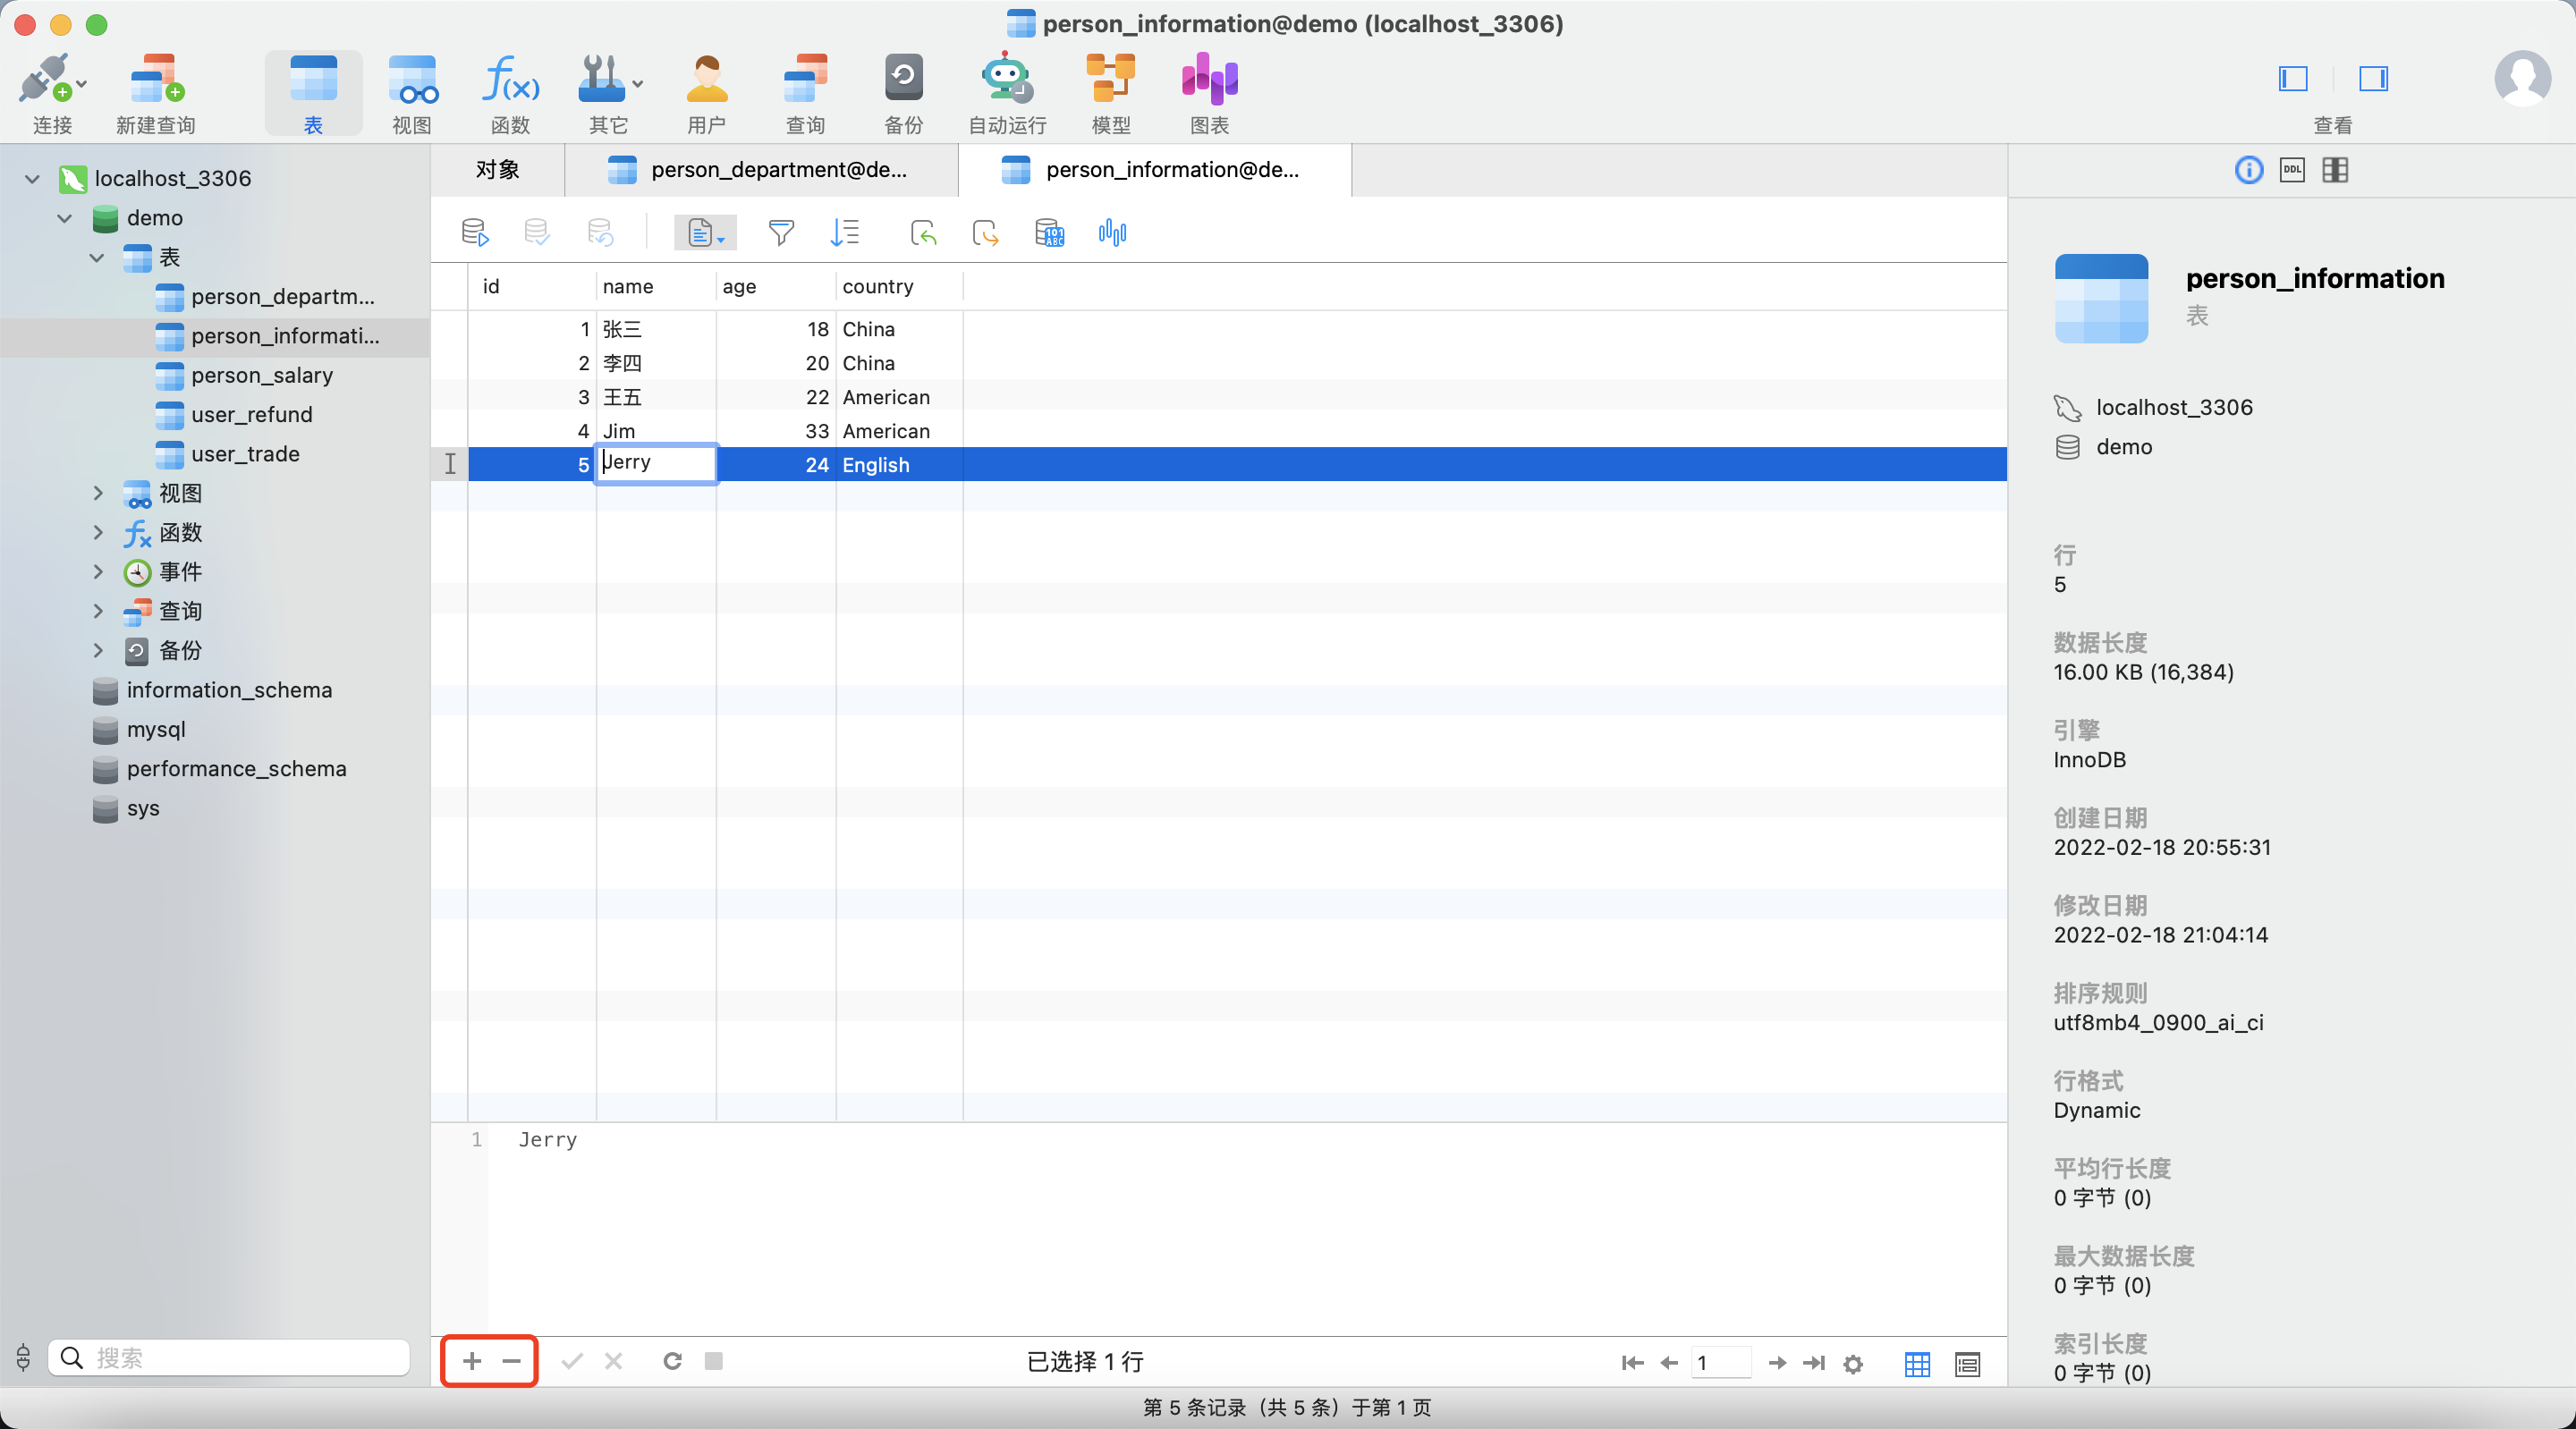 person_information@demo (localhost_3306)
连接 新建查询 表 视图 函数 其它 用户 查询 备份 自动运行 模型 图表 查看
localhost_3306
demo
表
person_departm...
person_informati...
person_salary
user_refund
user_trade
视图
函数
事件
查询
备份
information_schema
mysql
performance_schema
sys
搜索
对象 person_department@de... person_information@de...
id name age country
1 张三 18 China
2 李四 20 China
3 王五 22 American
4 Jim 33 American
5 Jerry 24 English
1 Jerry
已选择 1 行
1
DDL
person_information
表
localhost_3306
demo
行
5
数据长度
16.00 KB (16,384)
引擎
InnoDB
创建日期
2022-02-18 20:55:31
修改日期
2022-02-18 21:04:14
排序规则
utf8mb4_0900_ai_ci
行格式
Dynamic
平均行长度
0 字节 (0)
最大数据长度
0 字节 (0)
索引长度
0 字节 (0)
第 5 条记录（共 5 条）于第 1 页